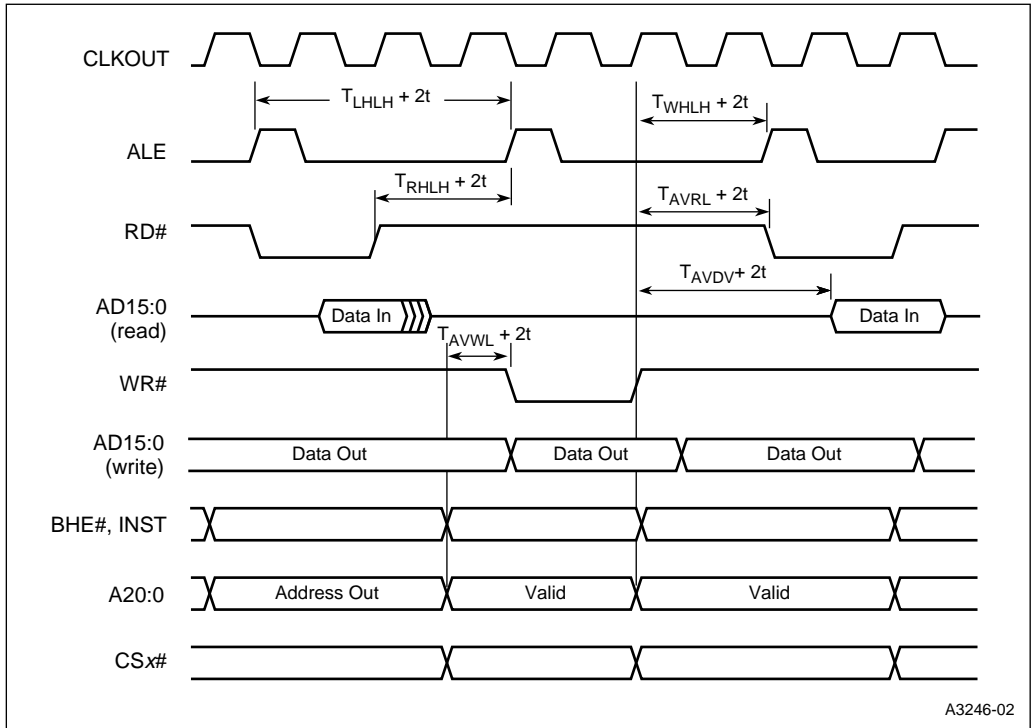 CLKOUT
T_LHLH + 2t
T_WHLH + 2t
ALE
T_RHLH + 2t
T_AVRL + 2t
RD#
T_AVDV+ 2t
AD15:0
(read)
Data In
Data In
T_AVWL + 2t
WR#
AD15:0
(write)
Data Out
Data Out
Data Out
BHE#, INST
A20:0
Address Out
Valid
Valid
CSx#
A3246-02